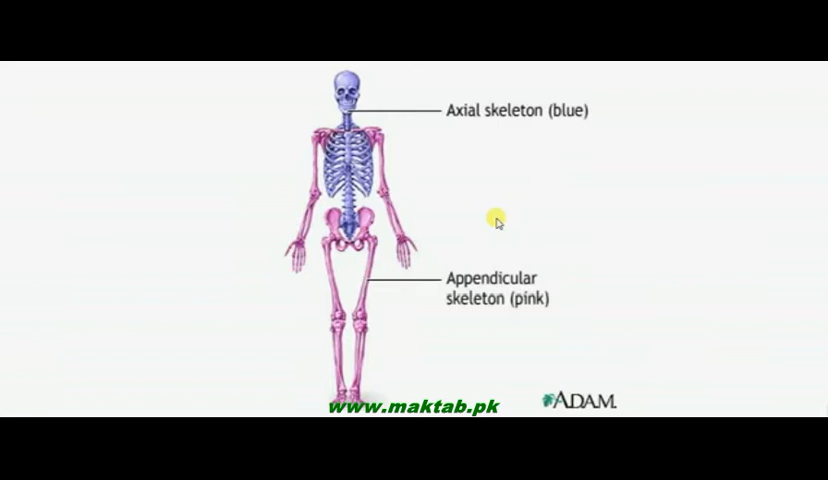 Axial skeleton (blue)
Appendicular
skeleton (pink)
www.maktab.pk
ADAM.